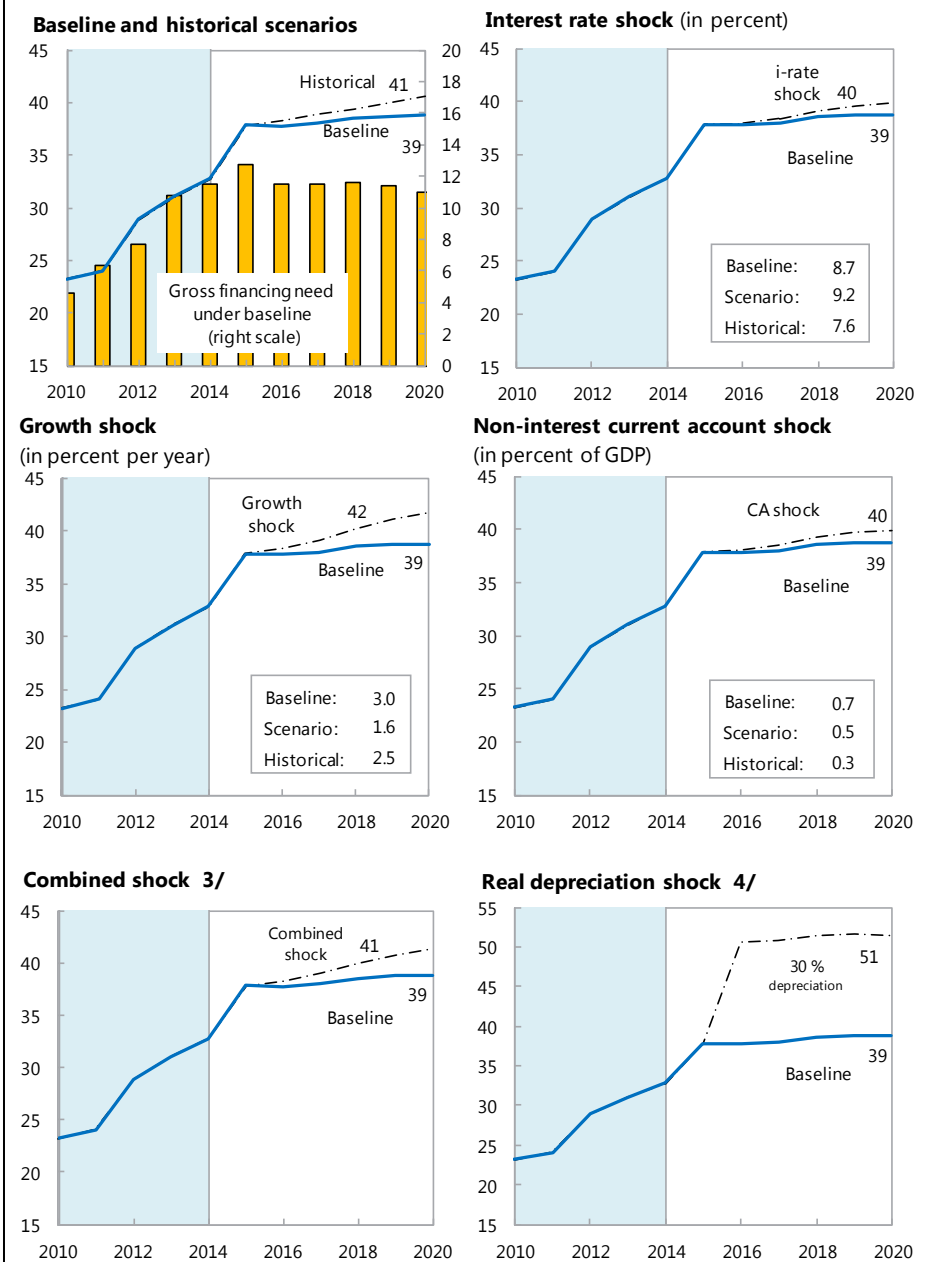 Baseline and historical scenarios
45
40
35
30
25
20
15
20
18
16
14
12
10
8
6
4
2
0
Historical 41
Baseline
39
Gross financing need
under baseline
(right scale)
2010 2012 2014 2016 2018 2020
Interest rate shock (in percent)
45
40
35
30
25
20
15
i-rate
shock 40
39
Baseline
Baseline: 8.7
Scenario: 9.2
Historical: 7.6
2010 2012 2014 2016 2018 2020
Growth shock
(in percent per year)
45
40
35
30
25
20
15
Growth
shock
42
Baseline 39
Baseline: 3.0
Scenario: 1.6
Historical: 2.5
2010 2012 2014 2016 2018 2020
Non-interest current account shock
(in percent of GDP)
45
40
35
30
25
20
15
CA shock 40
39
Baseline
Baseline: 0.7
Scenario: 0.5
Historical: 0.3
2010 2012 2014 2016 2018 2020
Combined shock 3/
45
40
35
30
25
20
15
Combined
shock 41
39
Baseline
2010 2012 2014 2016 2018 2020
Real depreciation shock 4/
55
50
45
40
35
30
25
20
15
51
30 %
depreciation
39
Baseline
2010 2012 2014 2016 2018 2020